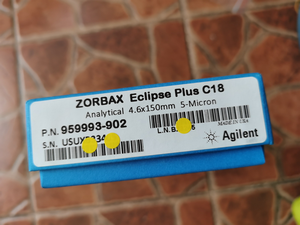 ZORBAX Eclipse Plus C18
Analytical 4.6x150mm 5-Micron
P.N. 959993-902
S.N.
L.N.
MADE IN USA
Agilent